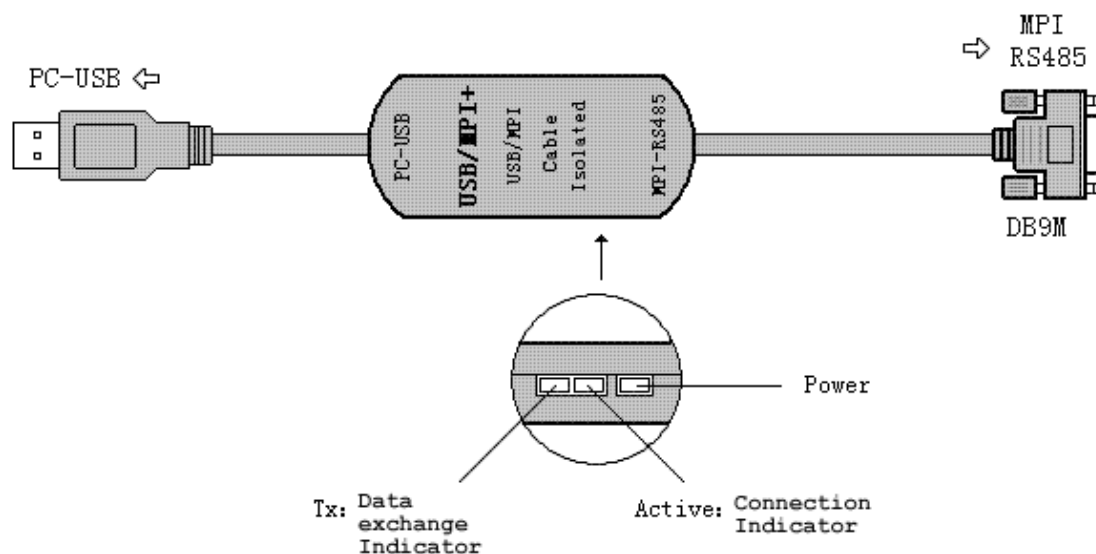 MPI
RS485
PC-USB
PC-USB
USB/MPI+
USB/MPI
Cable
Isolated
MPI-RS485
DB9M
Power
Tx: Data
exchange
Indicator
Active: Connection
Indicator